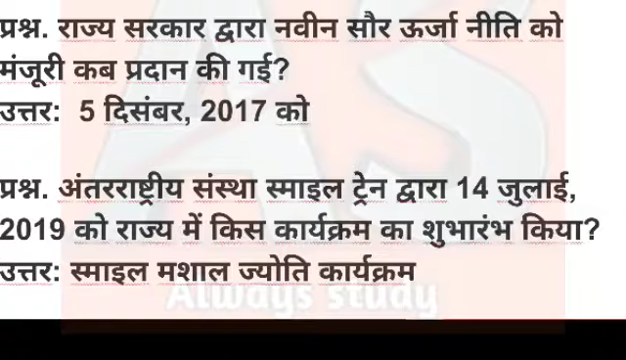 प्रश्न. राज्य सरकार द्वारा नवीन सौर ऊर्जा नीति को
मंजूरी कब प्रदान की गई?
उत्तर: 5 दिसंबर, 2017 को
प्रश्न. अंतरराष्ट्रीय संस्था स्माइल ट्रेन द्वारा 14 जुलाई,
2019 को राज्य में किस कार्यक्रम का शुभारंभ किया?
उत्तर: स्माइल मशाल ज्योति कार्यक्रम
Always study